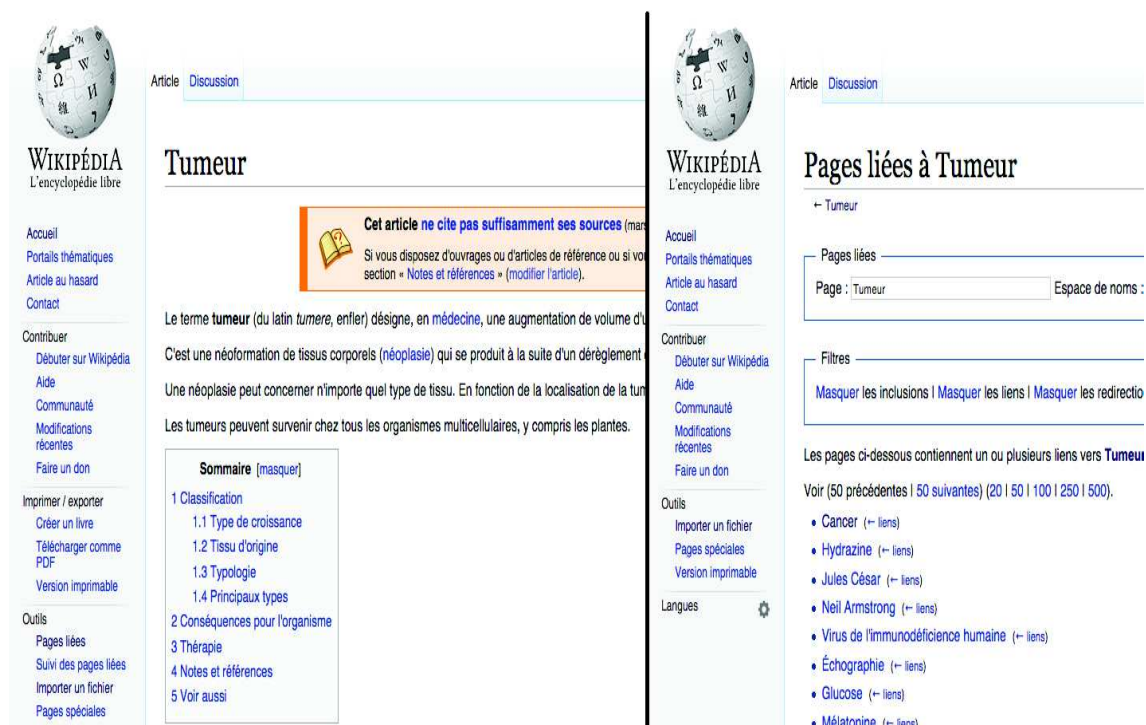 WIKIPÉDIA
L'encyclopédie libre
Accueil
Portails thématiques
Article au hasard
Contact
Contribuer
Débuter sur Wikipédia
Aide
Communauté
Modifications
récentes
Faire un don
Imprimer / exporter
Créer un livre
Télécharger comme
PDF
Version imprimable
Outils
Pages liées
Suivi des pages liées
Importer un fichier
Pages spéciales
Article Discussion
Tumeur
Cet article ne cite pas suffisamment ses sources (mars
Si vous disposez d'ouvrages ou d'articles de référence ou si vou
section « Notes et références » (modifier l'article).
Le terme tumeur (du latin tumere, enfler) désigne, en médecine, une augmentation de volume d'u
C'est une néoformation de tissus corporels (néoplasie) qui se produit à la suite d'un dérèglement
Une néoplasie peut concerner n'importe quel type de tissu. En fonction de la localisation de la tum
Les tumeurs peuvent survenir chez tous les organismes multicellulaires, y compris les plantes.
Sommaire [masquer]
1 Classification
1.1 Type de croissance
1.2 Tissu d'origine
1.3 Typologie
1.4 Principaux types
2 Conséquences pour l'organisme
3 Thérapie
4 Notes et références
5 Voir aussi
WIKIPÉDIA
L'encyclopédie libre
Accueil
Portails thématiques
Article au hasard
Contact
Contribuer
Débuter sur Wikipédia
Aide
Communauté
Modifications
récentes
Faire un don
Outils
Importer un fichier
Pages spéciales
Version imprimable
Langues
Article Discussion
Pages liées à Tumeur
← Tumeur
Pages liées
Page : Tumeur Espace de noms :
Filtres
Masquer les inclusions | Masquer les liens | Masquer les redirectio
Les pages ci-dessous contiennent un ou plusieurs liens vers Tumeur
Voir (50 précédentes | 50 suivantes) (20 | 50 | 100 | 250 | 500).
• Cancer (← liens)
• Hydrazine (← liens)
• Jules César (← liens)
• Neil Armstrong (← liens)
• Virus de l'immunodéficience humaine (← liens)
• Échographie (← liens)
• Glucose (← liens)
• Mélatonine (← liens)